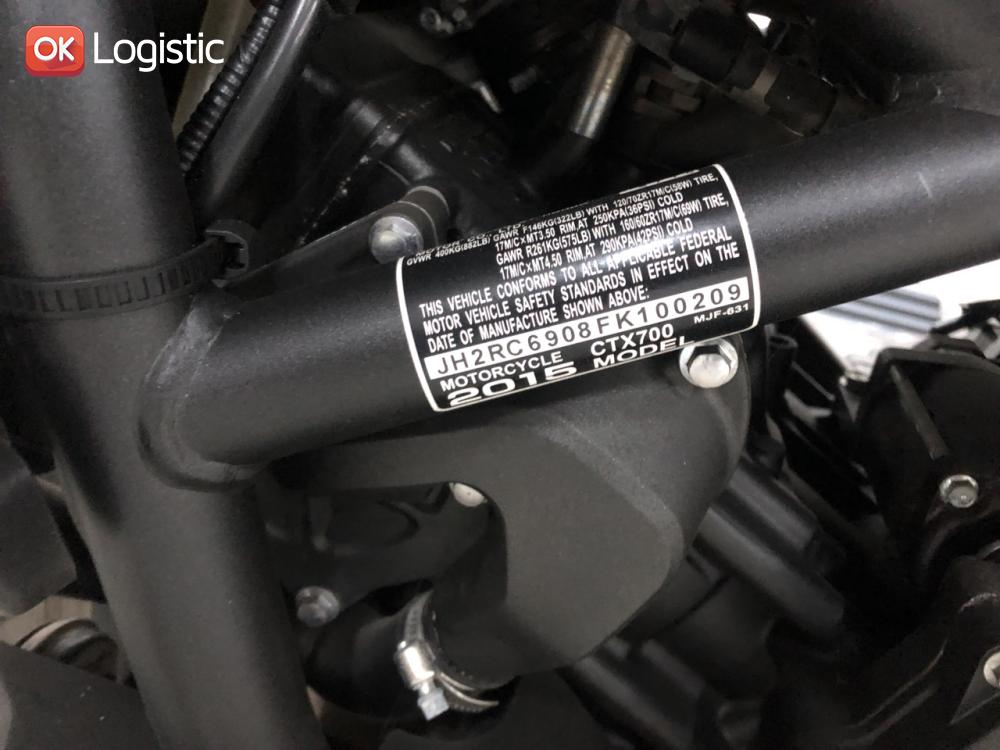 OK Logistic
MOTOR CO., LTD.
GVWR 400KG(882LB) GAWR F146KG(322LB) WITH 120/70ZR17M/C(58W) TIRE,
17M/C×MT3.50 RIM,AT 250KPA(36PSI) COLD
GAWR R261KG(575LB) WITH 160/60ZR17M/C(69W) TIRE,
17M/C×MT4.50 RIM,AT 290KPA(42PSI) COLD
THIS VEHICLE CONFORMS TO ALL APPLICABLE FEDERAL
MOTOR VEHICLE SAFETY STANDARDS IN EFFECT ON THE
DATE OF MANUFACTURE SHOWN ABOVE:
JH2RC6908FK100209
MOTORCYCLE CTX700 MJF-631
2015 MODEL